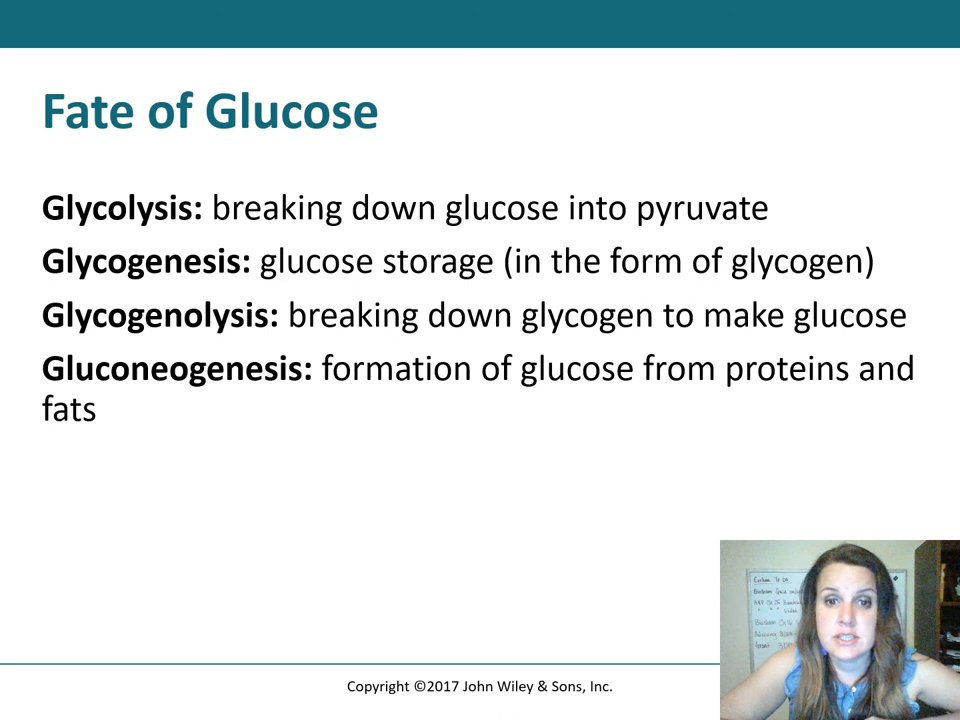 Fate of Glucose
Glycolysis: breaking down glucose into pyruvate
Glycogenesis: glucose storage (in the form of glycogen)
Glycogenolysis: breaking down glycogen to make glucose
Gluconeogenesis: formation of glucose from proteins and
fats
Copyright ©2017 John Wiley & Sons, Inc.
To Do